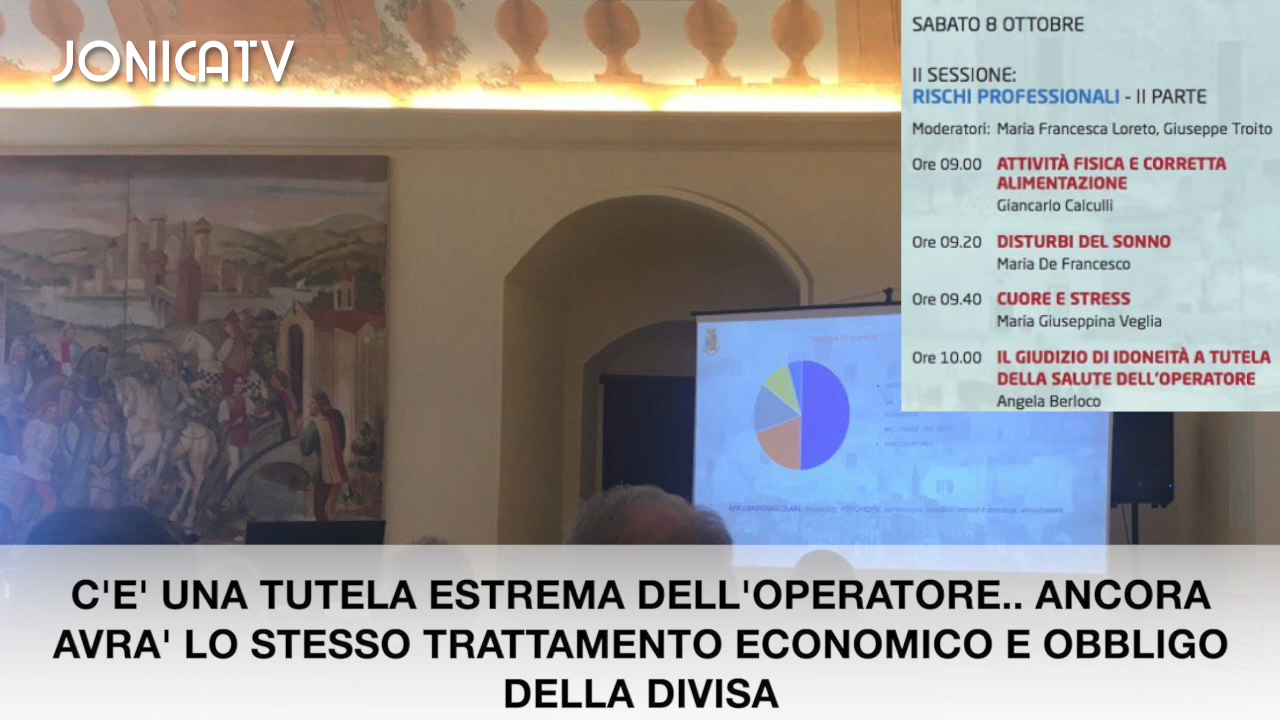 JONICATV
SABATO 8 OTTOBRE
II SESSIONE:
RISCHI PROFESSIONALI - II PARTE
Moderatori: Maria Francesca Loreto, Giuseppe Troito
Ore 09.00 ATTIVITÀ FISICA E CORRETTA
ALIMENTAZIONE
Giancarlo Calculli
Ore 09.20 DISTURBI DEL SONNO
Maria De Francesco
Ore 09.40 CUORE E STRESS
Maria Giuseppina Veglia
Ore 10.00 IL GIUDIZIO DI IDONEITÀ A TUTELA
DELLA SALUTE DELL'OPERATORE
Angela Berloco
C'E' UNA TUTELA ESTREMA DELL'OPERATORE.. ANCORA
AVRA' LO STESSO TRATTAMENTO ECONOMICO E OBBLIGO
DELLA DIVISA